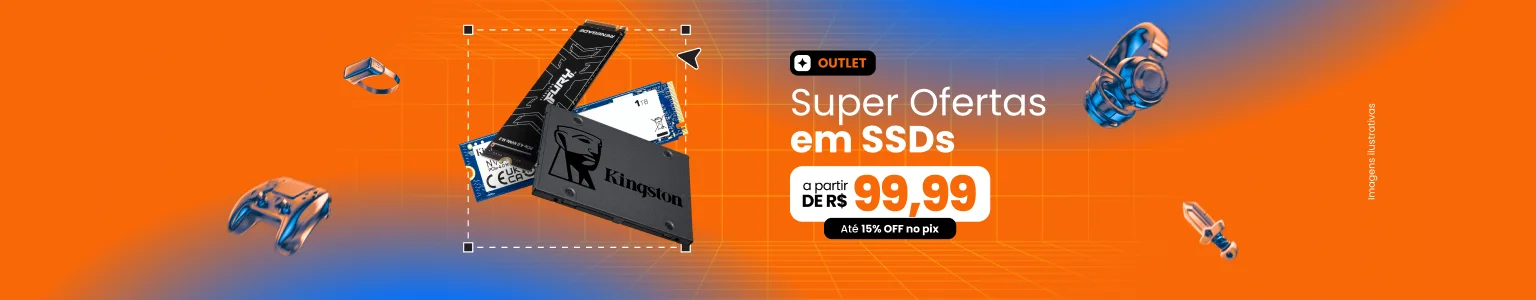 OUTLET
Super Ofertas
em SSDs
a partir
DE R$ 99,99
Até 15% OFF no pix
Imagens ilustrativas
FURY
RENEGADE
1TB
Kingston